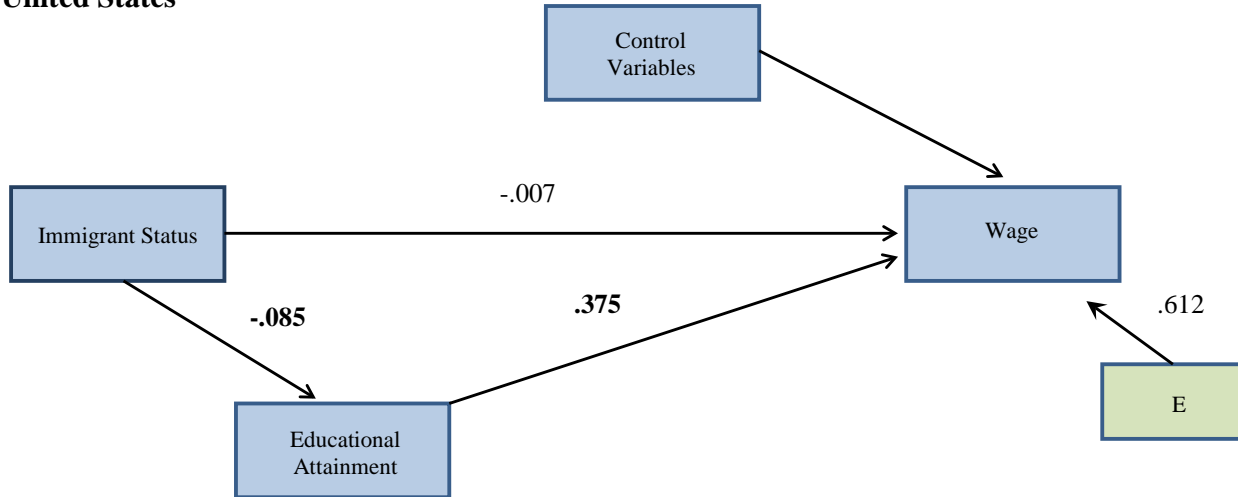 United States
Control
Variables
-.007
Immigrant Status
Wage
-.085
.375
.612
E
Educational
Attainment